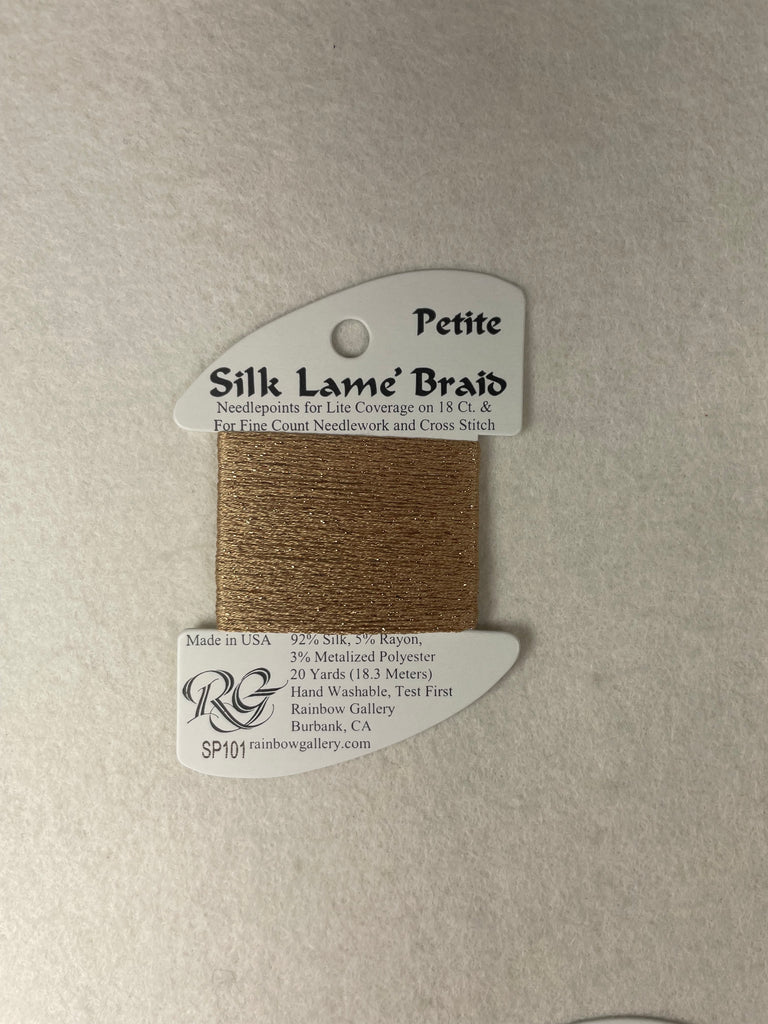 Petite
Silk Lame' Braid
Needlepoints for Lite Coverage on 18 Ct. &
For Fine Count Needlework and Cross Stitch
Made in USA
92% Silk, 5% Rayon,
3% Metalized Polyester
20 Yards (18.3 Meters)
Hand Washable, Test First
Rainbow Gallery
Burbank, CA
RG
SP101
rainbowgallery.com